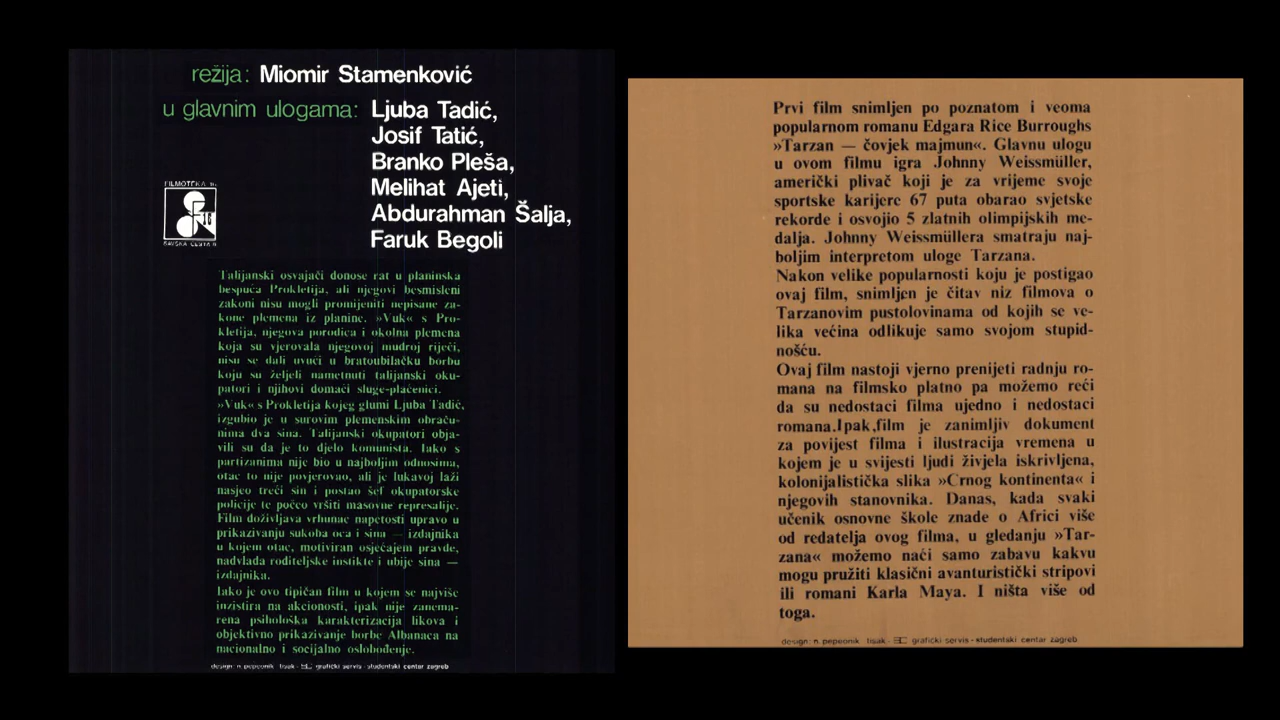 režija: Miomir Stamenković
u glavnim ulogama: Ljuba Tadić,
Josif Tatić,
Branko Pleša,
Melihat Ajeti,
Abdurahman Šalja,
Faruk Begoli
FILMOTEKA 16
16
SAVSKA CESTA
Talijanski osvajači donose rat u planinska
bespuća Prokletija, ali njegovi besmisleni
zakoni nisu mogli promijeniti nepisane za-
kone plemena iz planine. »Vuk« s Pro-
kletija, njegova porodica i okolna plemena
koja su vjerovala njegovoj mudroj riječi,
nisu se dali uvući u bratoubilačku borbu
koju su željeli nametnuti talijanski oku-
patori i njihovi domaći sluge-plaćenici.
»Vuk« s Prokletija kojeg glumi Ljuba Tadić,
izgubio je u surovim plemenskim obraču-
nima dva sina. Talijanski okupatori obja-
vili su da je to djelo komunista. Iako s
partizanima nije bio u najboljim odnosima,
otac to nije povjerovao, ali je lukavoj laži
nasjeo treći sin i postao šef okupatorske
policije te počeo vršiti masovne represalije.
Film doživljava vrhunac napetosti upravo u
prikazivanju sukoba oca i sina — izdajnika
u kojem otac, motiviran osjećajem pravde,
nadvlada roditeljske instikte i ubije sina —
izdajnika.
Iako je ovo tipičan film u kojem se najviše
inzistira na akcionosti, ipak nije zanema-
rena psihološka karakterizacija likova i
objektivno prikazivanje borbe Albanaca na
nacionalno i socijalno oslobođenje.
design: n. pepeonik tisak - SC grafički servis - studentski centar zagreb
Prvi film snimljen po poznatom i veoma
popularnom romanu Edgara Rice Burroughs
»Tarzan — čovjek majmun«. Glavnu ulogu
u ovom filmu igra Johnny Weissmüller,
američki plivač koji je za vrijeme svoje
sportske karijere 67 puta obarao svjetske
rekorde i osvojio 5 zlatnih olimpijskih me-
dalja. Johnny Weissmüllera smatraju naj-
boljim interpretom uloge Tarzana.
Nakon velike popularnosti koju je postigao
ovaj film, snimljen je čitav niz filmova o
Tarzanovim pustolovinama od kojih se ve-
lika većina odlikuje samo svojom stupid-
nošću.
Ovaj film nastoji vjerno prenijeti radnju ro-
mana na filmsko platno pa možemo reći
da su nedostaci filma ujedno i nedostaci
romana.Ipak,film je zanimljiv dokument
za povijest filma i ilustracija vremena u
kojem je u svijesti ljudi živjela iskrivljena,
kolonijalistička slika »Crnog kontinenta« i
njegovih stanovnika. Danas, kada svaki
učenik osnovne škole znade o Africi više
od redatelja ovog filma, u gledanju »Tar-
zana« možemo naći samo zabavu kakvu
mogu pružiti klasični avanturistički stripovi
ili romani Karla Maya. I ništa više od
toga.
design: n. pepeonik tisak - SC grafički servis - studentski centar zagreb